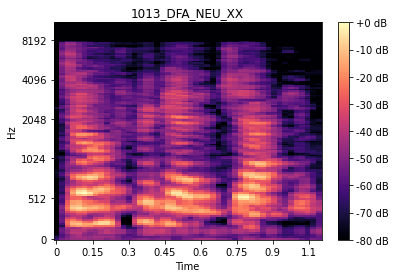 1013_DFA_NEU_XX
Hz
8192
4096
2048
1024
512
0
0 0.15 0.3 0.45 0.6 0.75 0.9 1.1
Time
+0 dB
-10 dB
-20 dB
-30 dB
-40 dB
-50 dB
-60 dB
-70 dB
-80 dB